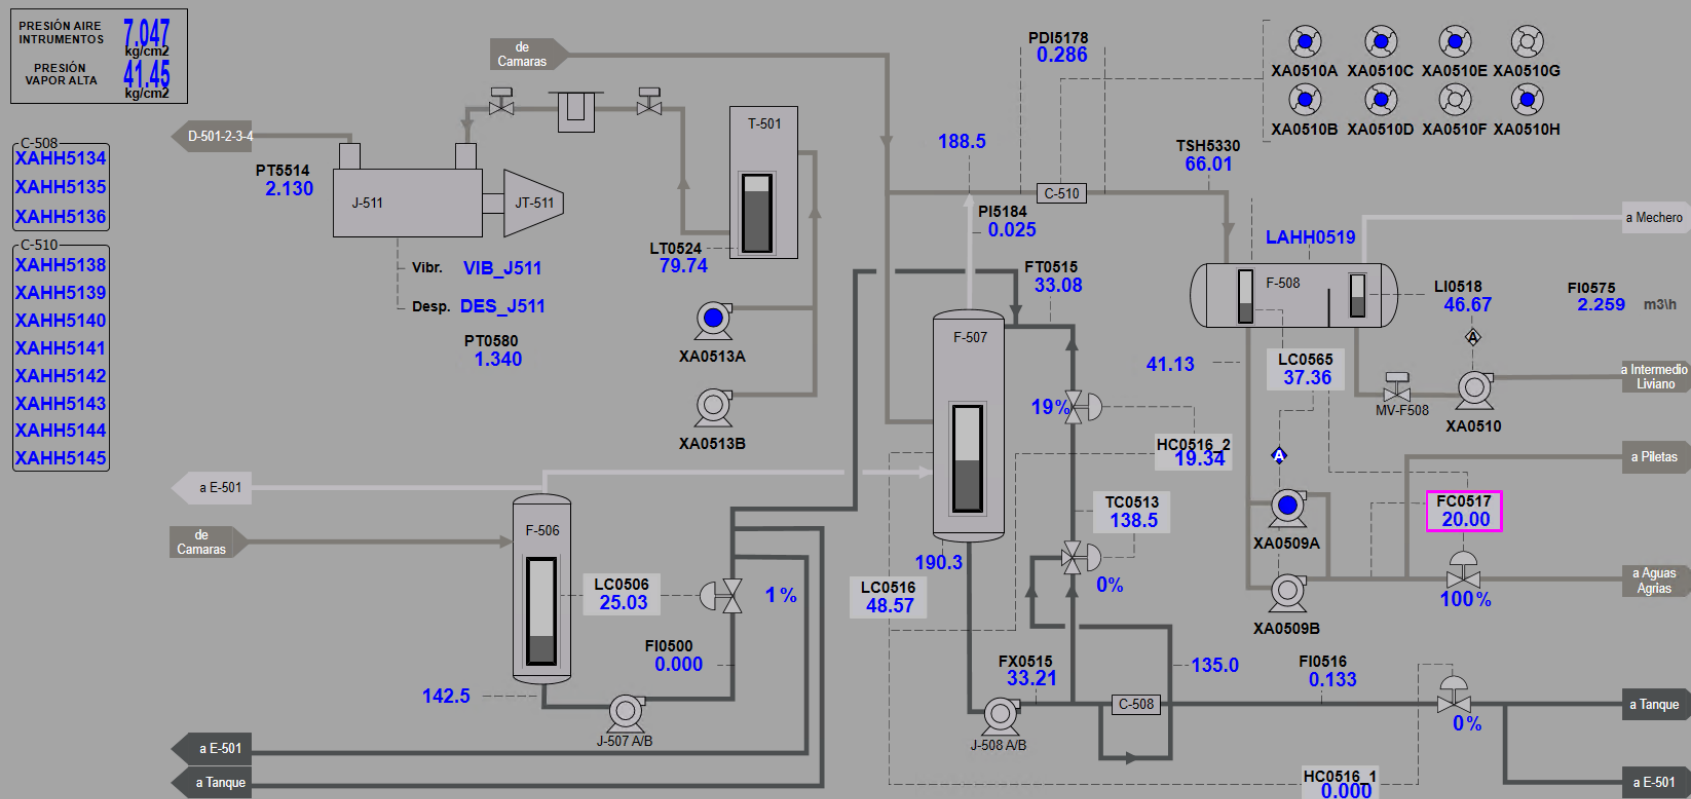 PRESIÓN AIRE
INTRUMENTOS
7.047
kg/cm2
PRESIÓN
VAPOR ALTA
41.45
kg/cm2
de
Camaras
PDI5178
0.286
XA0510A
XA0510C
XA0510E
XA0510G
XA0510B
XA0510D
XA0510F
XA0510H
D-501-2-3-4
C-508
XAHH5134
XAHH5135
XAHH5136
C-510
XAHH5138
XAHH5139
XAHH5140
XAHH5141
XAHH5142
XAHH5143
XAHH5144
XAHH5145
PT5514
2.130
J-511
JT-511
T-501
LT0524
79.74
Vibr.
VIB_J511
Desp.
DES_J511
PT0580
1.340
XA0513A
XA0513B
188.5
PI5184
0.025
C-510
TSH5330
66.01
a Mechero
LAHH0519
F-508
LI0518
46.67
FI0575
2.259
m3\h
FT0515
33.08
F-507
41.13
LC0565
37.36
A
a Intermedio
Liviano
MV-F508
XA0510
19%
HC0516_2
19.34
A
a Piletas
TC0513
138.5
FC0517
20.00
XA0509A
a E-501
de
Camaras
F-506
LC0506
25.03
1%
190.3
LC0516
48.57
0%
XA0509B
100%
a Aguas
Agrias
FI0500
0.000
142.5
J-507 A/B
FX0515
33.21
135.0
FI0516
0.133
C-508
J-508 A/B
0%
a Tanque
a E-501
a Tanque
HC0516_1
0.000
a E-501